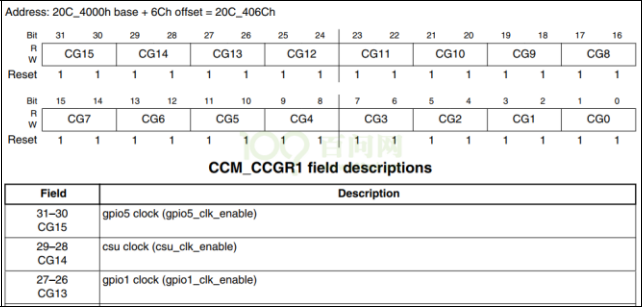 Address: 20C_4000h base + 6Ch offset = 20C_406Ch
Bit 31 30 29 28 27 26 25 24 23 22 21 20 19 18 17 16
R
W
CG15 CG14 CG13 CG12 CG11 CG10 CG9 CG8
Reset 1 1 1 1 1 1 1 1 1 1 1 1 1 1 1 1
Bit 15 14 13 12 11 10 9 8 7 6 5 4 3 2 1 0
R
W
CG7 CG6 CG5 CG4 CG3 CG2 CG1 CG0
Reset 1 1 1 1 1 1 1 1 1 1 1 1 1 1 1 1
100 百问网
CCM_CCGR1 field descriptions
Field Description
31–30
CG15
gpio5 clock (gpio5_clk_enable)
29–28
CG14
csu clock (csu_clk_enable)
27–26
CG13
gpio1 clock (gpio1_clk_enable)